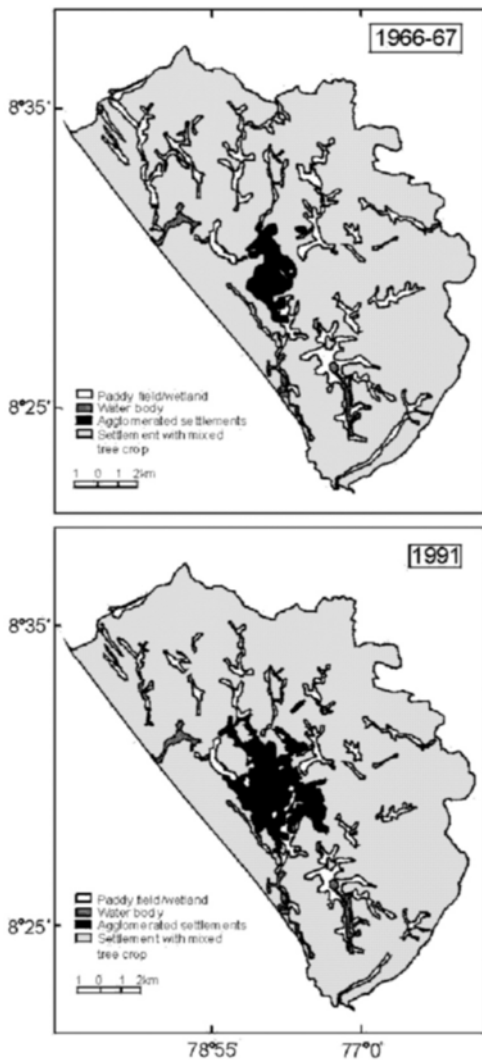 1966-67
8°35'
8°25'
Paddy field/wetland
Water body
Agglomerated settlements
Settlement with mixed
tree crop
1 0 1 2km
1991
8°35'
8°25'
Paddy field/wetland
Water body
Agglomerated settlements
Settlement with mixed
tree crop
1 0 1 2km
78°55'
77°0'